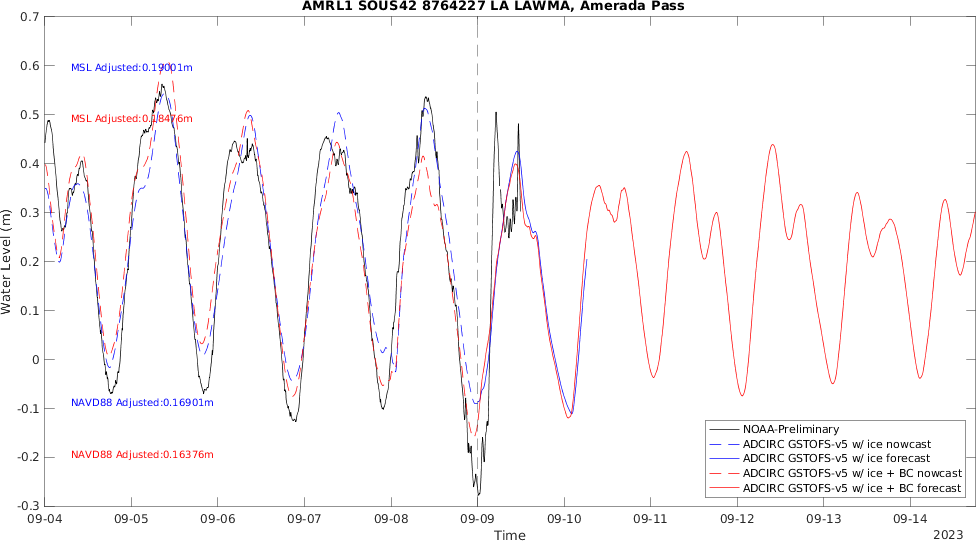 AMRL1 SOUS42 8764227 LA LAWMA, Amerada Pass
0.7
0.6
0.5
0.4
0.3
0.2
0.1
0
-0.1
-0.2
-0.3
Water Level (m)
MSL Adjusted:0.19001m
MSL Adjusted:0.18476m
NAVD88 Adjusted:0.16901m
NAVD88 Adjusted:0.16376m
NOAA-Preliminary
ADCIRC GSTOFS-v5 w/ ice nowcast
ADCIRC GSTOFS-v5 w/ ice forecast
ADCIRC GSTOFS-v5 w/ ice + BC nowcast
ADCIRC GSTOFS-v5 w/ ice + BC forecast
09-04 09-05 09-06 09-07 09-08 09-09 09-10 09-11 09-12 09-13 09-14
Time
2023